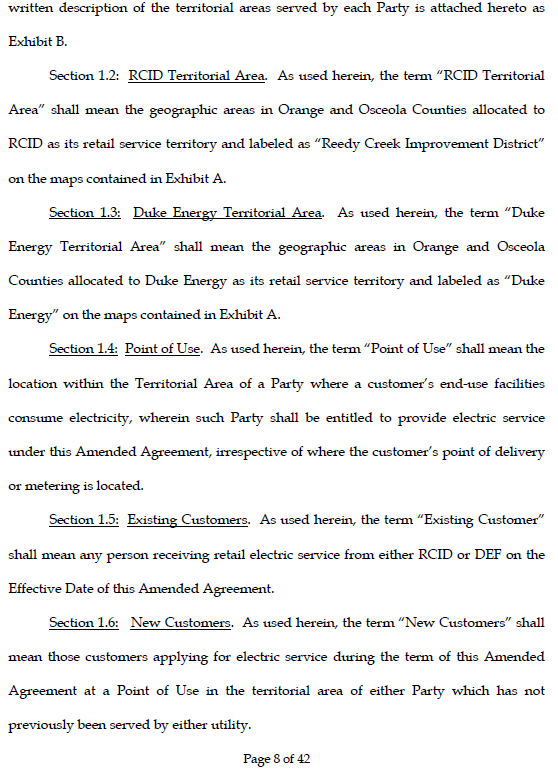 written description of the territorial areas served by each Party is attached hereto as
Exhibit B.
Section 1.2: RCID Territorial Area. As used herein, the term “RCID Territorial
Area” shall mean the geographic areas in Orange and Osceola Counties allocated to
RCID as its retail service territory and labeled as “Reedy Creek Improvement District”
on the maps contained in Exhibit A.
Section 1.3: Duke Energy Territorial Area. As used herein, the term “Duke
Energy Territorial Area” shall mean the geographic areas in Orange and Osceola
Counties allocated to Duke Energy as its retail service territory and labeled as “Duke
Energy” on the maps contained in Exhibit A.
Section 1.4: Point of Use. As used herein, the term “Point of Use” shall mean the
location within the Territorial Area of a Party where a customer’s end-use facilities
consume electricity, wherein such Party shall be entitled to provide electric service
under this Amended Agreement, irrespective of where the customer’s point of delivery
or metering is located.
Section 1.5: Existing Customers. As used herein, the term “Existing Customer”
shall mean any person receiving retail electric service from either RCID or DEF on the
Effective Date of this Amended Agreement.
Section 1.6: New Customers. As used herein, the term “New Customers” shall
mean those customers applying for electric service during the term of this Amended
Agreement at a Point of Use in the territorial area of either Party which has not
previously been served by either utility.
Page 8 of 42